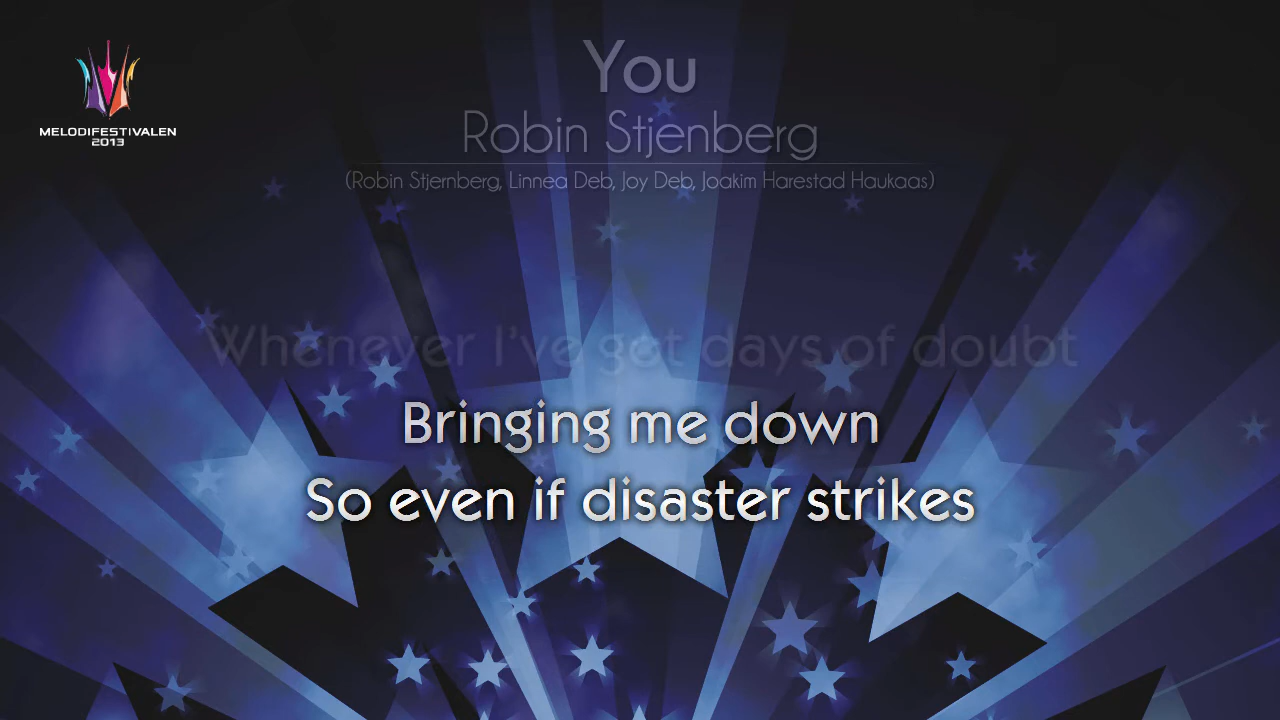 MELODIFESTIVALEN
2013
You
Robin Stjenberg
(Robin Stjernberg, Linnea Deb, Joy Deb, Joakim Harestad Haukaas)
Whenever I've got days of doubt
Bringing me down
So even if disaster strikes